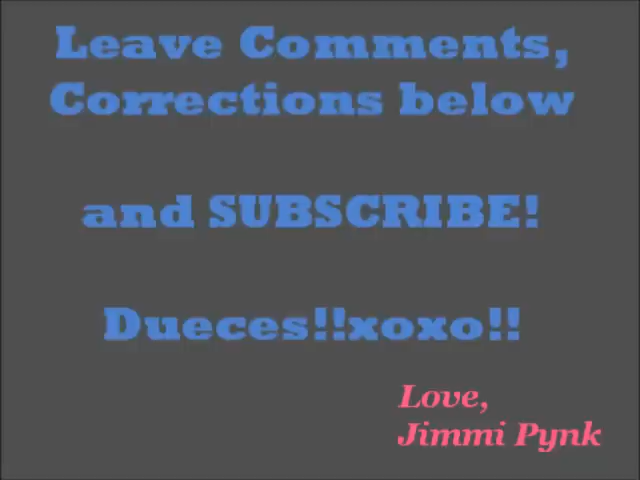 Leave Comments,
Corrections below
and SUBSCRIBE!
Dueces!!xoxo!!
Love,
Jimmi Pynk